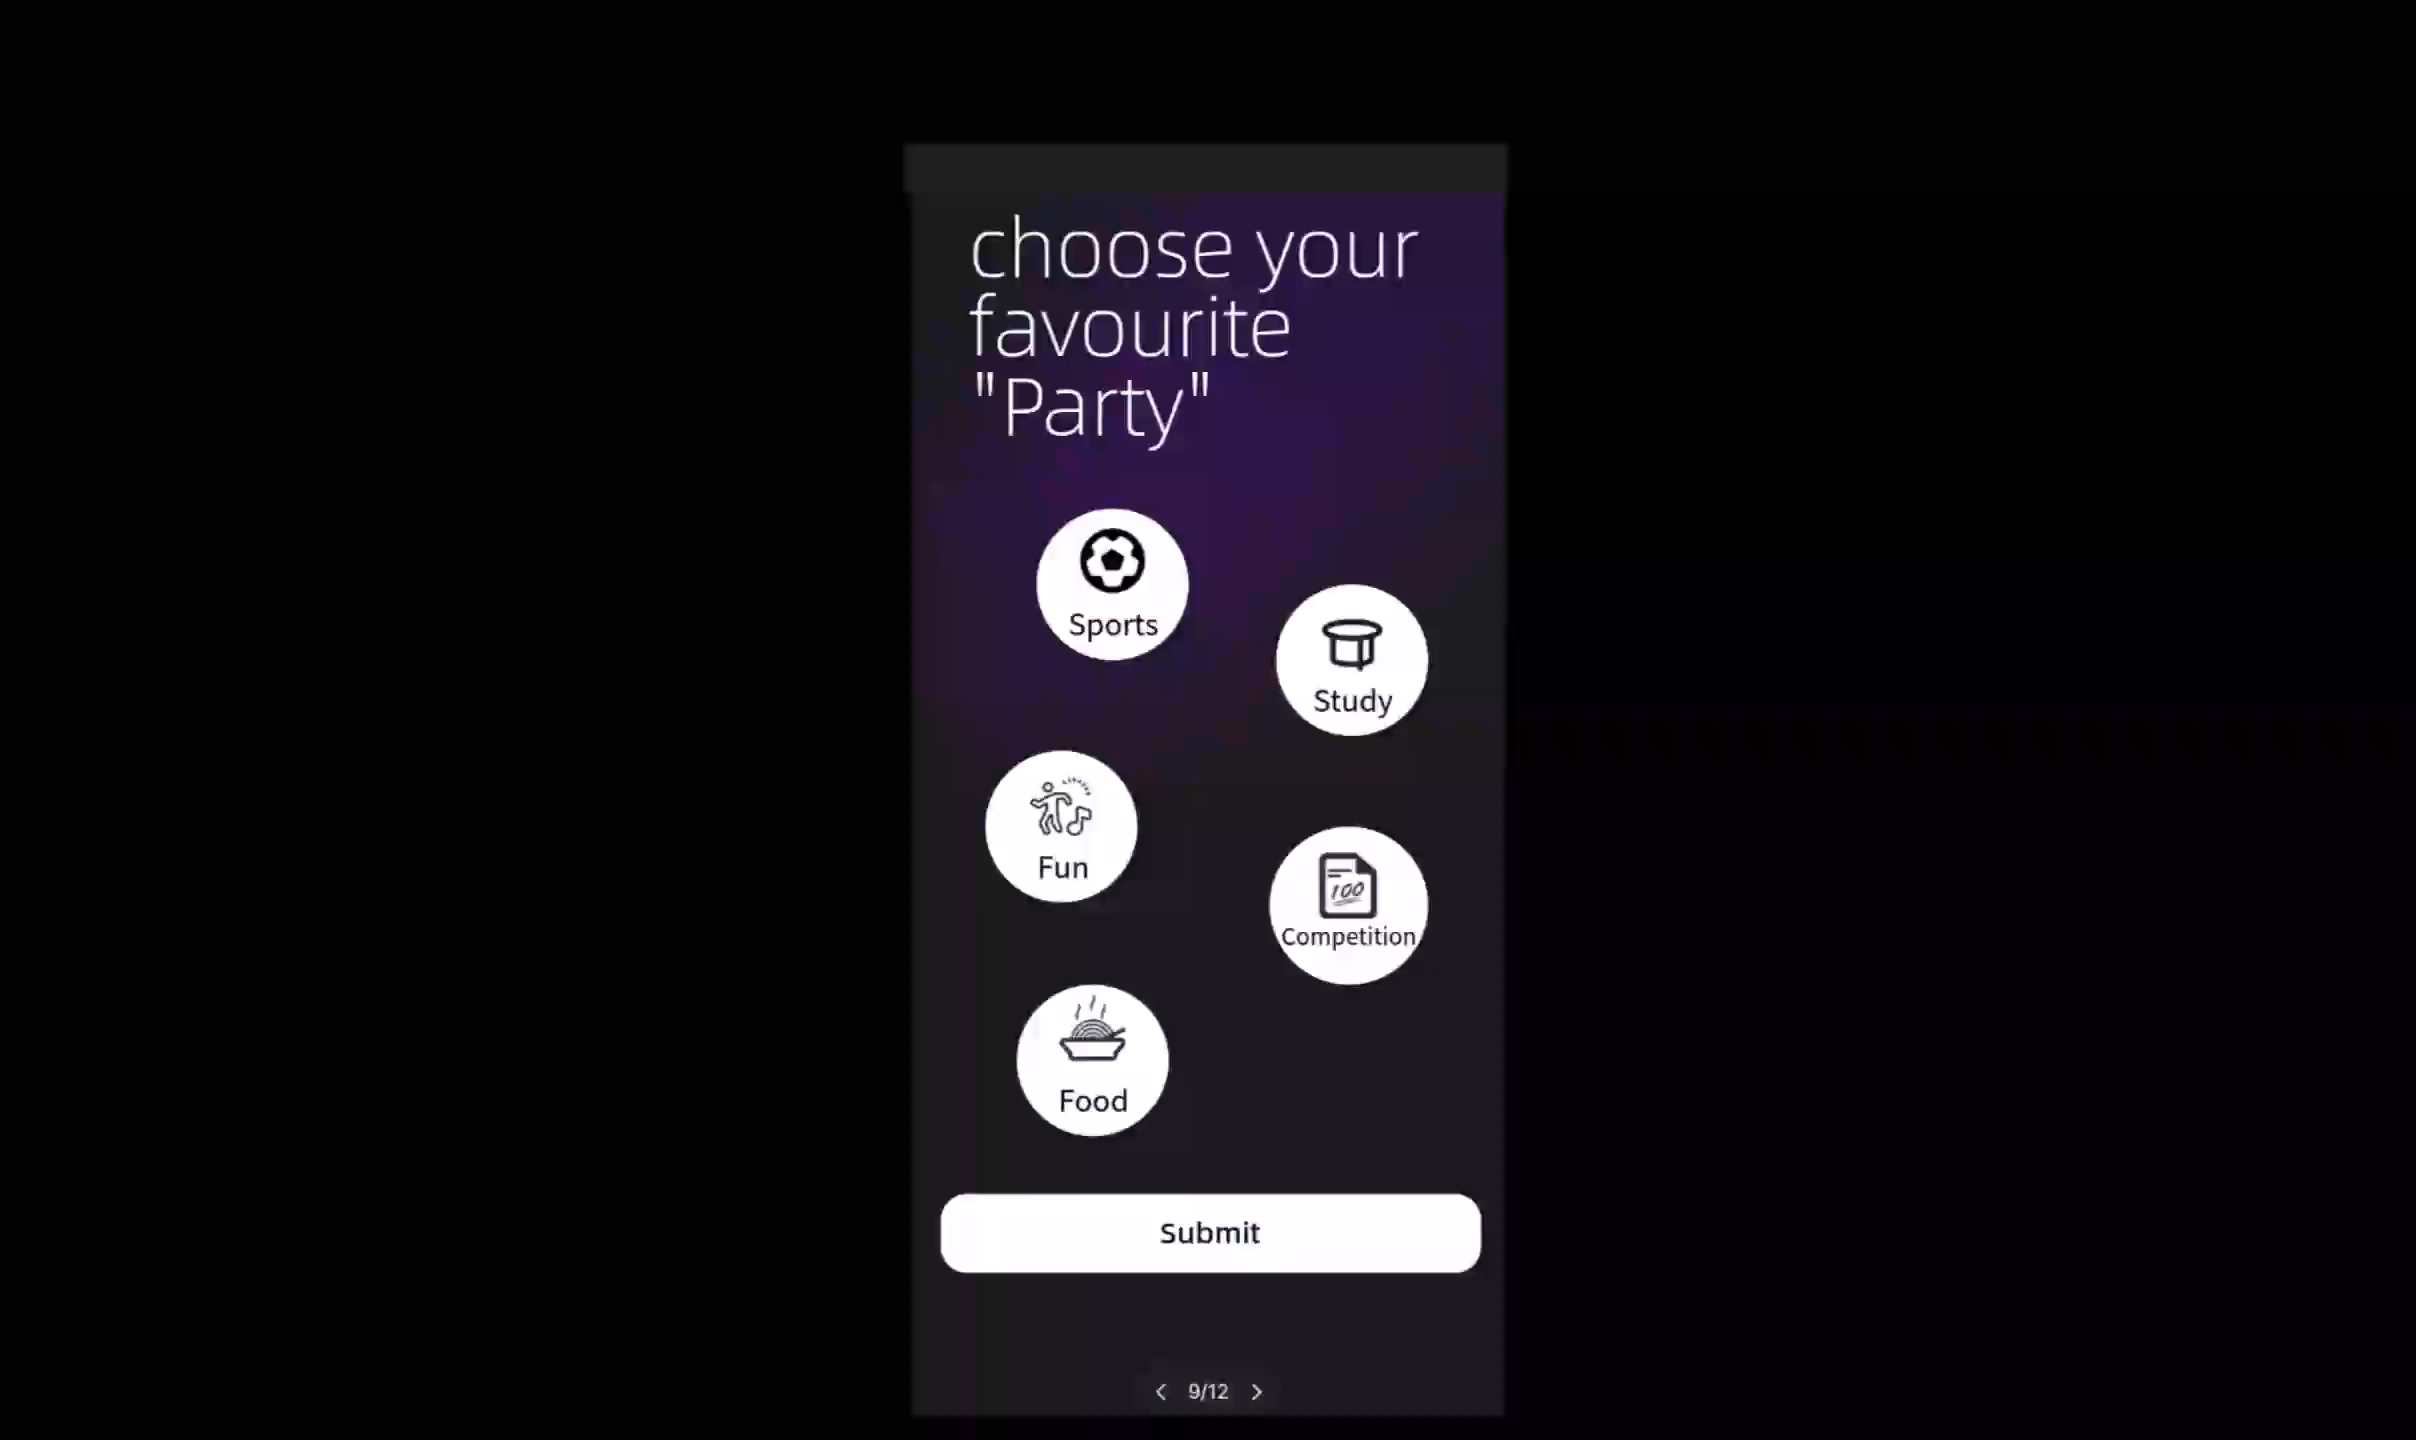 choose your
favourite
"Party"
Sports
Study
Fun
100
Competition
Food
Submit
< 9/12 >